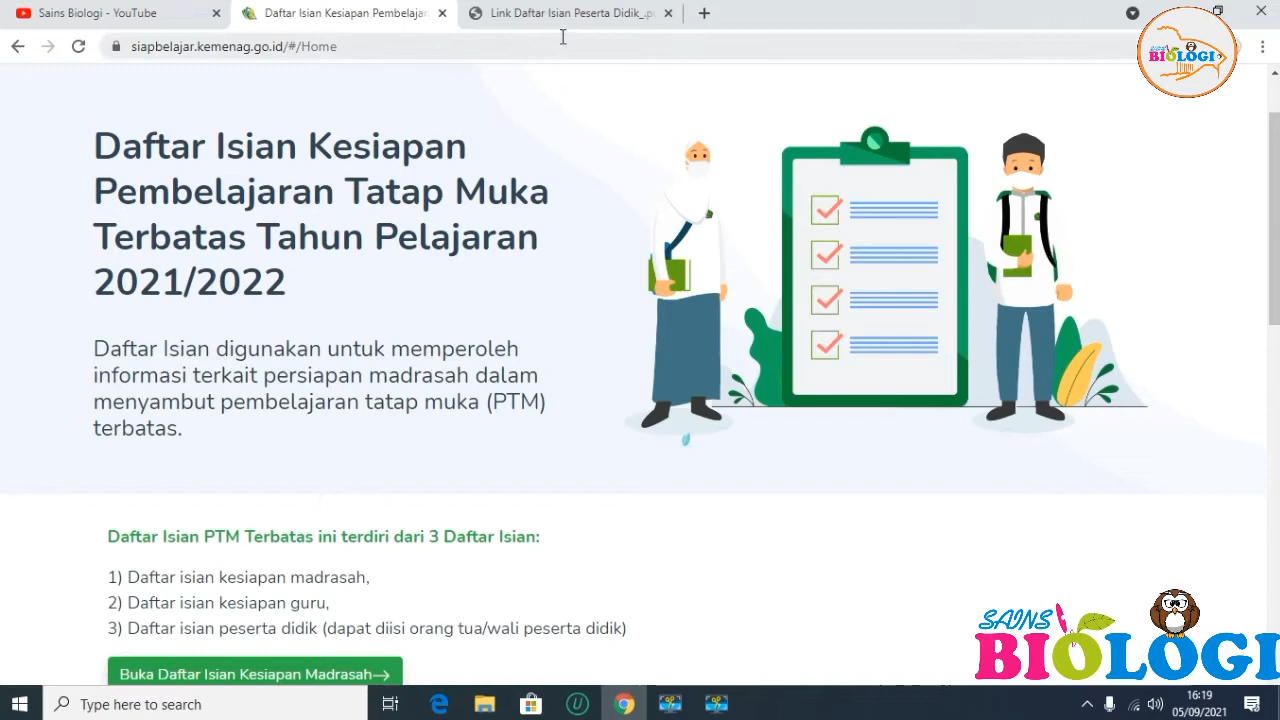 Sains Biologi - YouTube
Daftar Isian Kesiapan Pembelajar
Link Daftar Isian Peserta Didik_.p
siapbelajar.kemenag.go.id/#/Home
SAINS
BIOLOGI
Daftar Isian Kesiapan
Pembelajaran Tatap Muka
Terbatas Tahun Pelajaran
2021/2022
Daftar Isian digunakan untuk memperoleh
informasi terkait persiapan madrasah dalam
menyambut pembelajaran tatap muka (PTM)
terbatas.
Daftar Isian PTM Terbatas ini terdiri dari 3 Daftar Isian:
1) Daftar isian kesiapan madrasah,
2) Daftar isian kesiapan guru,
3) Daftar isian peserta didik (dapat diisi orang tua/wali peserta didik)
Buka Daftar Isian Kesiapan Madrasah→
SAINS
BIOLOGI
Type here to search
16:19
05/09/2021